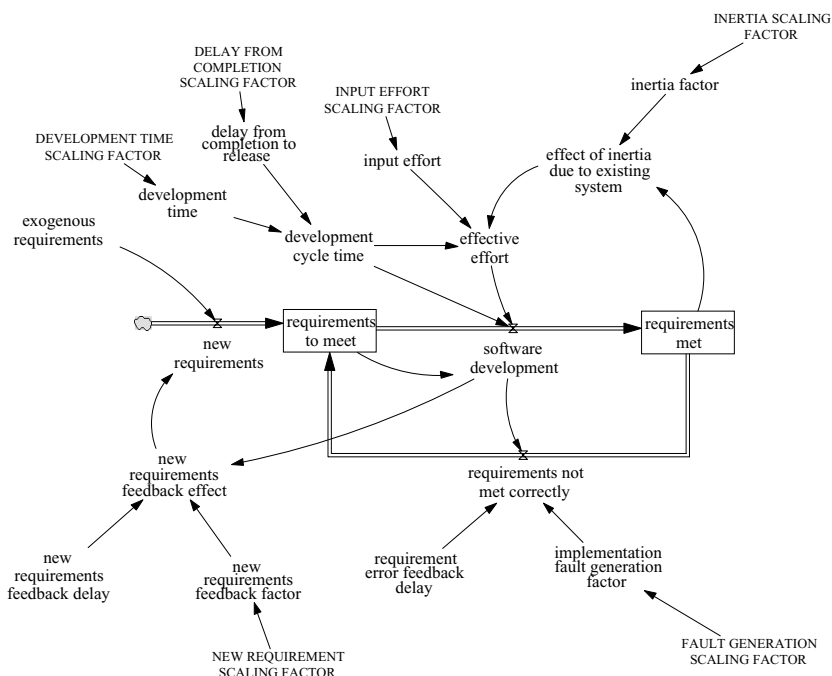 INERTIA SCALING
FACTOR
DELAY FROM
COMPLETION
SCALING FACTOR
INPUT EFFORT
SCALING FACTOR
inertia factor
DEVELOPMENT TIME
SCALING FACTOR
delay from
completion to
release
input effort
effect of inertia
due to existing
system
development
time
exogenous
requirements
development
cycle time
effective
effort
requirements
to meet
requirements
met
new
requirements
software
development
new
requirements
feedback effect
requirements not
met correctly
new
requirements
feedback delay
new
requirements
feedback factor
requirement
error feedback
delay
implementation
fault generation
factor
NEW REQUIREMENT
SCALING FACTOR
FAULT GENERATION
SCALING FACTOR